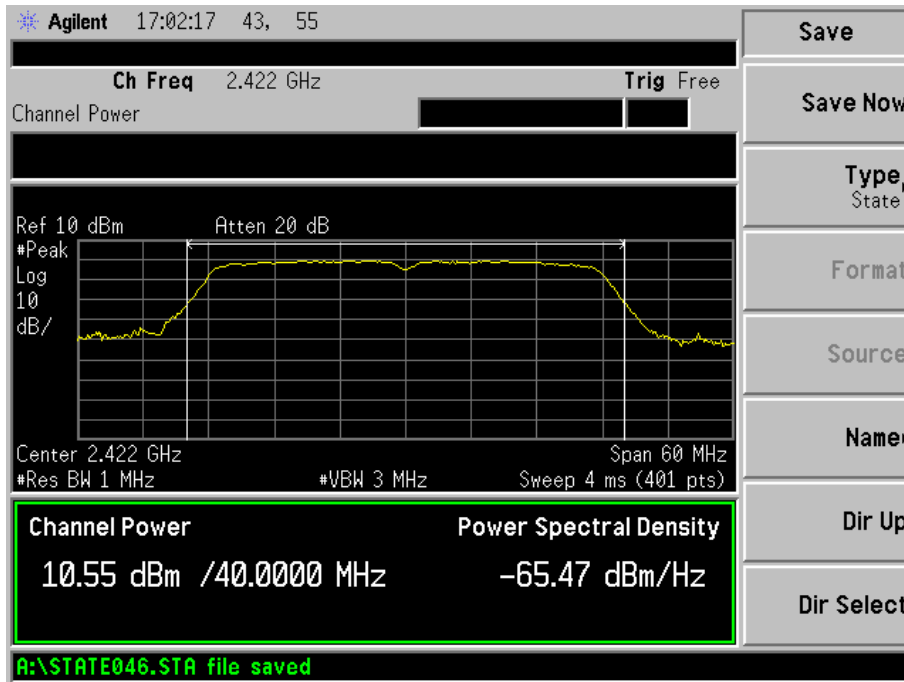 Agilent 17:02:17 43, 55
Ch Freq 2.422 GHz Trig Free
Channel Power
Ref 10 dBm Atten 20 dB
#Peak
Log
10
dB/
Center 2.422 GHz Span 60 MHz
#Res BW 1 MHz #VBW 3 MHz Sweep 4 ms (401 pts)
Channel Power Power Spectral Density
10.55 dBm /40.0000 MHz -65.47 dBm/Hz
A:\STATE046.STA file saved
Save
Save Now
Type
State
Format
Source
Name
Dir Up
Dir Select